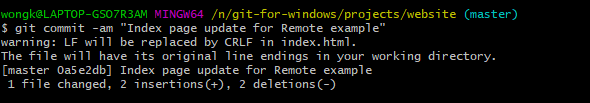 wongk@LAPTOP-GSO7R3AM MINGW64 /n/git-for-windows/projects/website (master)
$ git commit -am "Index page update for Remote example"
warning: LF will be replaced by CRLF in index.html.
The file will have its original line endings in your working directory.
[master 0a5e2db] Index page update for Remote example
 1 file changed, 2 insertions(+), 2 deletions(-)